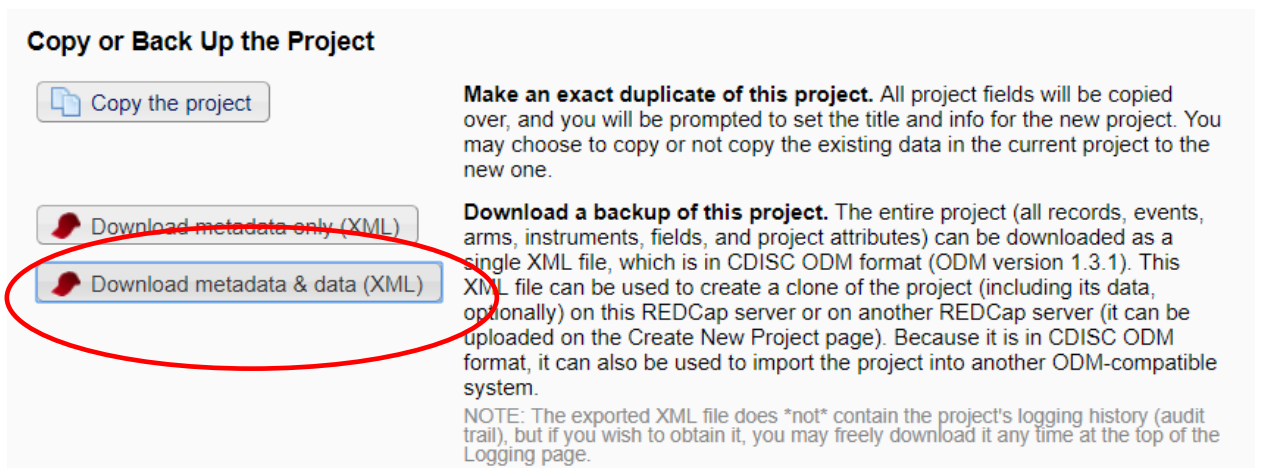 Copy or Back Up the Project
Copy the project
Make an exact duplicate of this project. All project fields will be copied
over, and you will be prompted to set the title and info for the new project. You
may choose to copy or not copy the existing data in the current project to the
new one.
Download metadata only (XML)
Download metadata & data (XML)
Download a backup of this project. The entire project (all records, events,
arms, instruments, fields, and project attributes) can be downloaded as a
single XML file, which is in CDISC ODM format (ODM version 1.3.1). This
XML file can be used to create a clone of the project (including its data,
optionally) on this REDCap server or on another REDCap server (it can be
uploaded on the Create New Project page). Because it is in CDISC ODM
format, it can also be used to import the project into another ODM-compatible
system.
NOTE: The exported XML file does *not* contain the project's logging history (audit
trail), but if you wish to obtain it, you may freely download it any time at the top of the
Logging page.